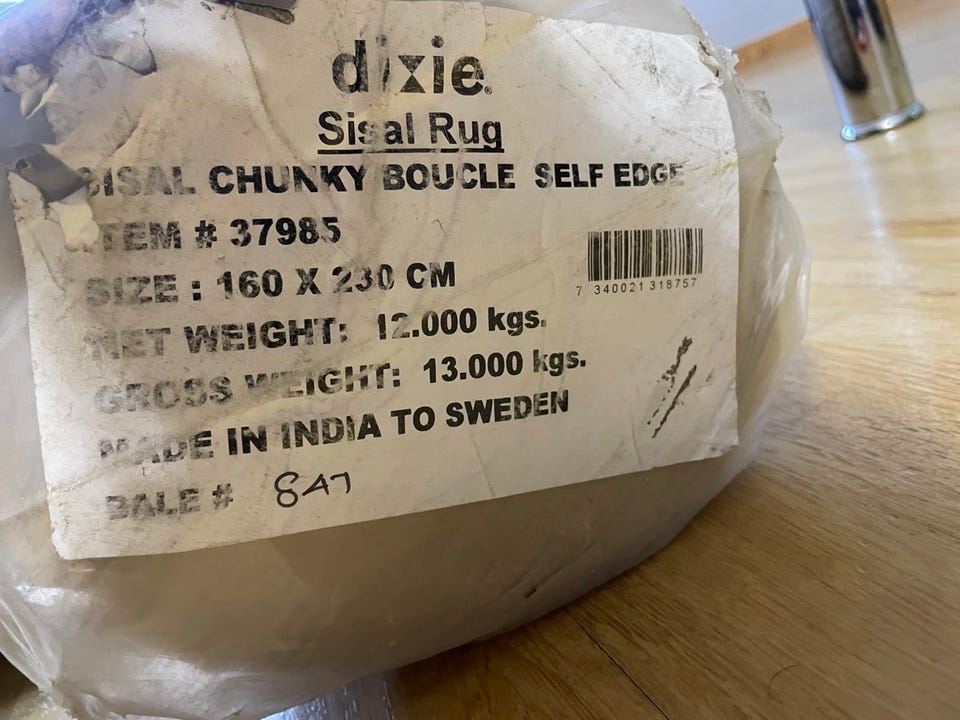 dixie.
Sisal Rug
SISAL CHUNKY BOUCLE SELF EDGE
ITEM # 37985
SIZE : 160 X 230 CM
7 340021 318757
NET WEIGHT: 12.000 kgs.
GROSS WEIGHT: 13.000 kgs.
MADE IN INDIA TO SWEDEN
BALE #